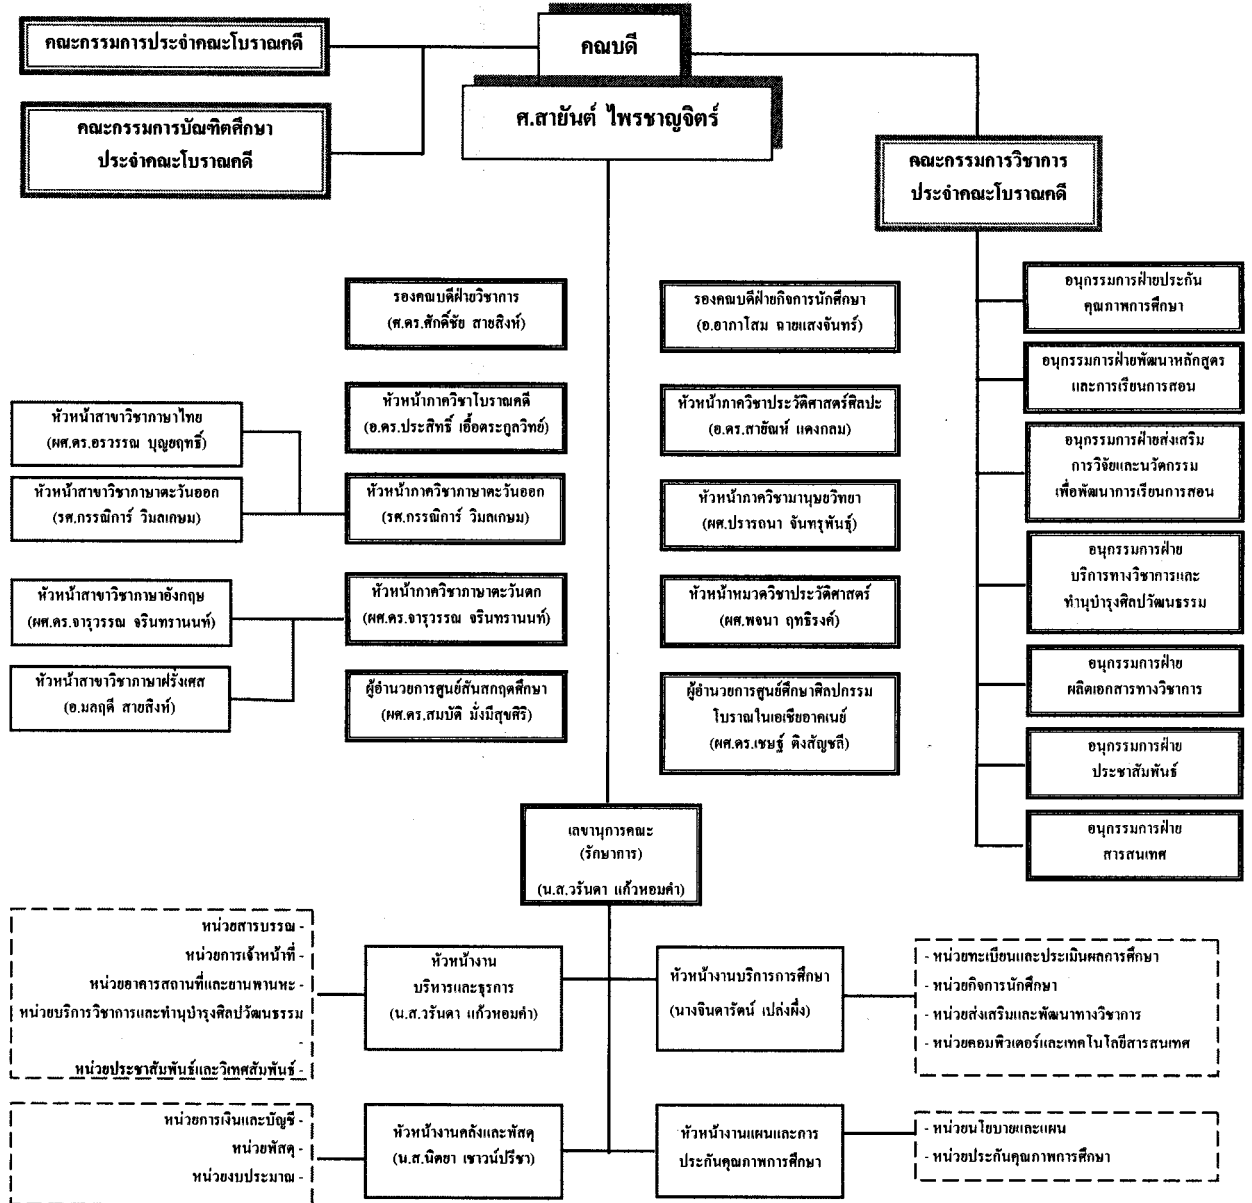 คณะกรรมการประจำคณะโบราณคดี
คณบดี
ศ.สายันต์ ไพรชาญจิตร์
คณะกรรมการบัณฑิตศึกษา
ประจำคณะโบราณคดี
คณะกรรมการวิชาการ
ประจำคณะโบราณคดี
รองคณบดีฝ่ายวิชาการ
(ศ.ดร.ศักดิ์ชัย สายสิงห์)
รองคณบดีฝ่ายกิจการนักศึกษา
(อ.อาภาโสม ฉายแสงจันทร์)
อนุกรรมการฝ่ายประกัน
คุณภาพการศึกษา
อนุกรรมการฝ่ายพัฒนาหลักสูตร
และการเรียนการสอน
อนุกรรมการฝ่ายส่งเสริม
การวิจัยและนวัตกรรม
เพื่อพัฒนาการเรียนการสอน
อนุกรรมการฝ่าย
บริการทางวิชาการและ
ทำนุบำรุงศิลปวัฒนธรรม
อนุกรรมการฝ่าย
ผลิตเอกสารทางวิชาการ
อนุกรรมการฝ่าย
ประชาสัมพันธ์
อนุกรรมการฝ่าย
สารสนเทศ
หัวหน้าภาควิชาโบราณคดี
(อ.ดร.ประสิทธิ์ เอื้อตระกูลวิทย์)
หัวหน้าภาควิชาประวัติศาสตร์ศิลปะ
(อ.ดร.สายัณห์ แดงกลม)
หัวหน้าสาขาวิชาภาษาไทย
(ผศ.ดร.อรวรรณ บุญยฤทธิ์)
หัวหน้าสาขาวิชาภาษาตะวันออก
(รศ.กรรณิการ์ วิมลเกษม)
หัวหน้าภาควิชาภาษาตะวันออก
(รศ.กรรณิการ์ วิมลเกษม)
หัวหน้าภาควิชามานุษยวิทยา
(ผศ.ปรารถนา จันทรุพันธุ์)
หัวหน้าสาขาวิชาภาษาอังกฤษ
(ผศ.ดร.จารุวรรณ จรินทรานนท์)
หัวหน้าภาควิชาภาษาตะวันตก
(ผศ.ดร.จารุวรรณ จรินทรานนท์)
หัวหน้าหมวดวิชาประวัติศาสตร์
(ผศ.พจนา ฤทธิรงค์)
หัวหน้าสาขาวิชาภาษาฝรั่งเศส
(อ.มลฤดี สายสิงห์)
ผู้อำนวยการศูนย์สันสกฤตศึกษา
(ผศ.ดร.สมบัติ มั่งมีสุขศิริ)
ผู้อำนวยการศูนย์ศึกษาศิลปกรรม
โบราณในเอเชียอาคเนย์
(ผศ.ดร.เชษฐ์ ติงสัญชลี)
เลขานุการคณะ
(รักษาการ)
(น.ส.วรันดา แก้วหอมคำ)
หน่วยสารบรรณ -
หน่วยการเจ้าหน้าที่ -
หน่วยอาคารสถานที่และยานพานหะ -
หน่วยบริการวิชาการและทำนุบำรุงศิลปวัฒนธรรม
-
หน่วยประชาสัมพันธ์และวิเทศสัมพันธ์ -
หัวหน้างาน
บริหารและธุรการ
(น.ส.วรันดา แก้วหอมคำ)
หัวหน้างานบริการการศึกษา
(นางจินดารัตน์ เปล่งผึ่ง)
- หน่วยทะเบียนและประเมินผลการศึกษา
- หน่วยกิจการนักศึกษา
- หน่วยส่งเสริมและพัฒนาทางวิชาการ
- หน่วยคอมพิวเตอร์และเทคโนโลยีสารสนเทศ
หน่วยการเงินและบัญชี -
หน่วยพัสดุ -
หน่วยงบประมาณ -
หัวหน้างานคลังและพัสดุ
(น.ส.นิตยา เชาวน์ปรีชา)
หัวหน้างานแผนและการ
ประกันคุณภาพการศึกษา
- หน่วยนโยบายและแผน
- หน่วยประกันคุณภาพการศึกษา